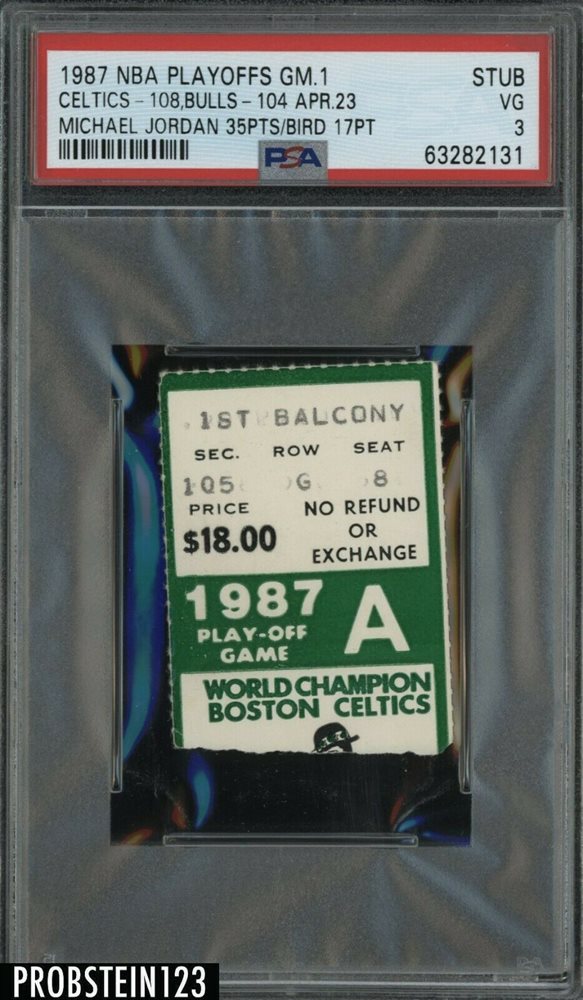 1987 NBA PLAYOFFS GM.1 STUB
CELTICS - 108,BULLS - 104 APR.23 VG
MICHAEL JORDAN 35PTS/BIRD 17PT 3
PSA 63282131
1ST BALCONY
SEC. ROW SEAT
105 G 8
PRICE NO REFUND
$18.00 OR
EXCHANGE
1987 A
PLAY-OFF
GAME
WORLD CHAMPION
BOSTON CELTICS
PROBSTEIN123